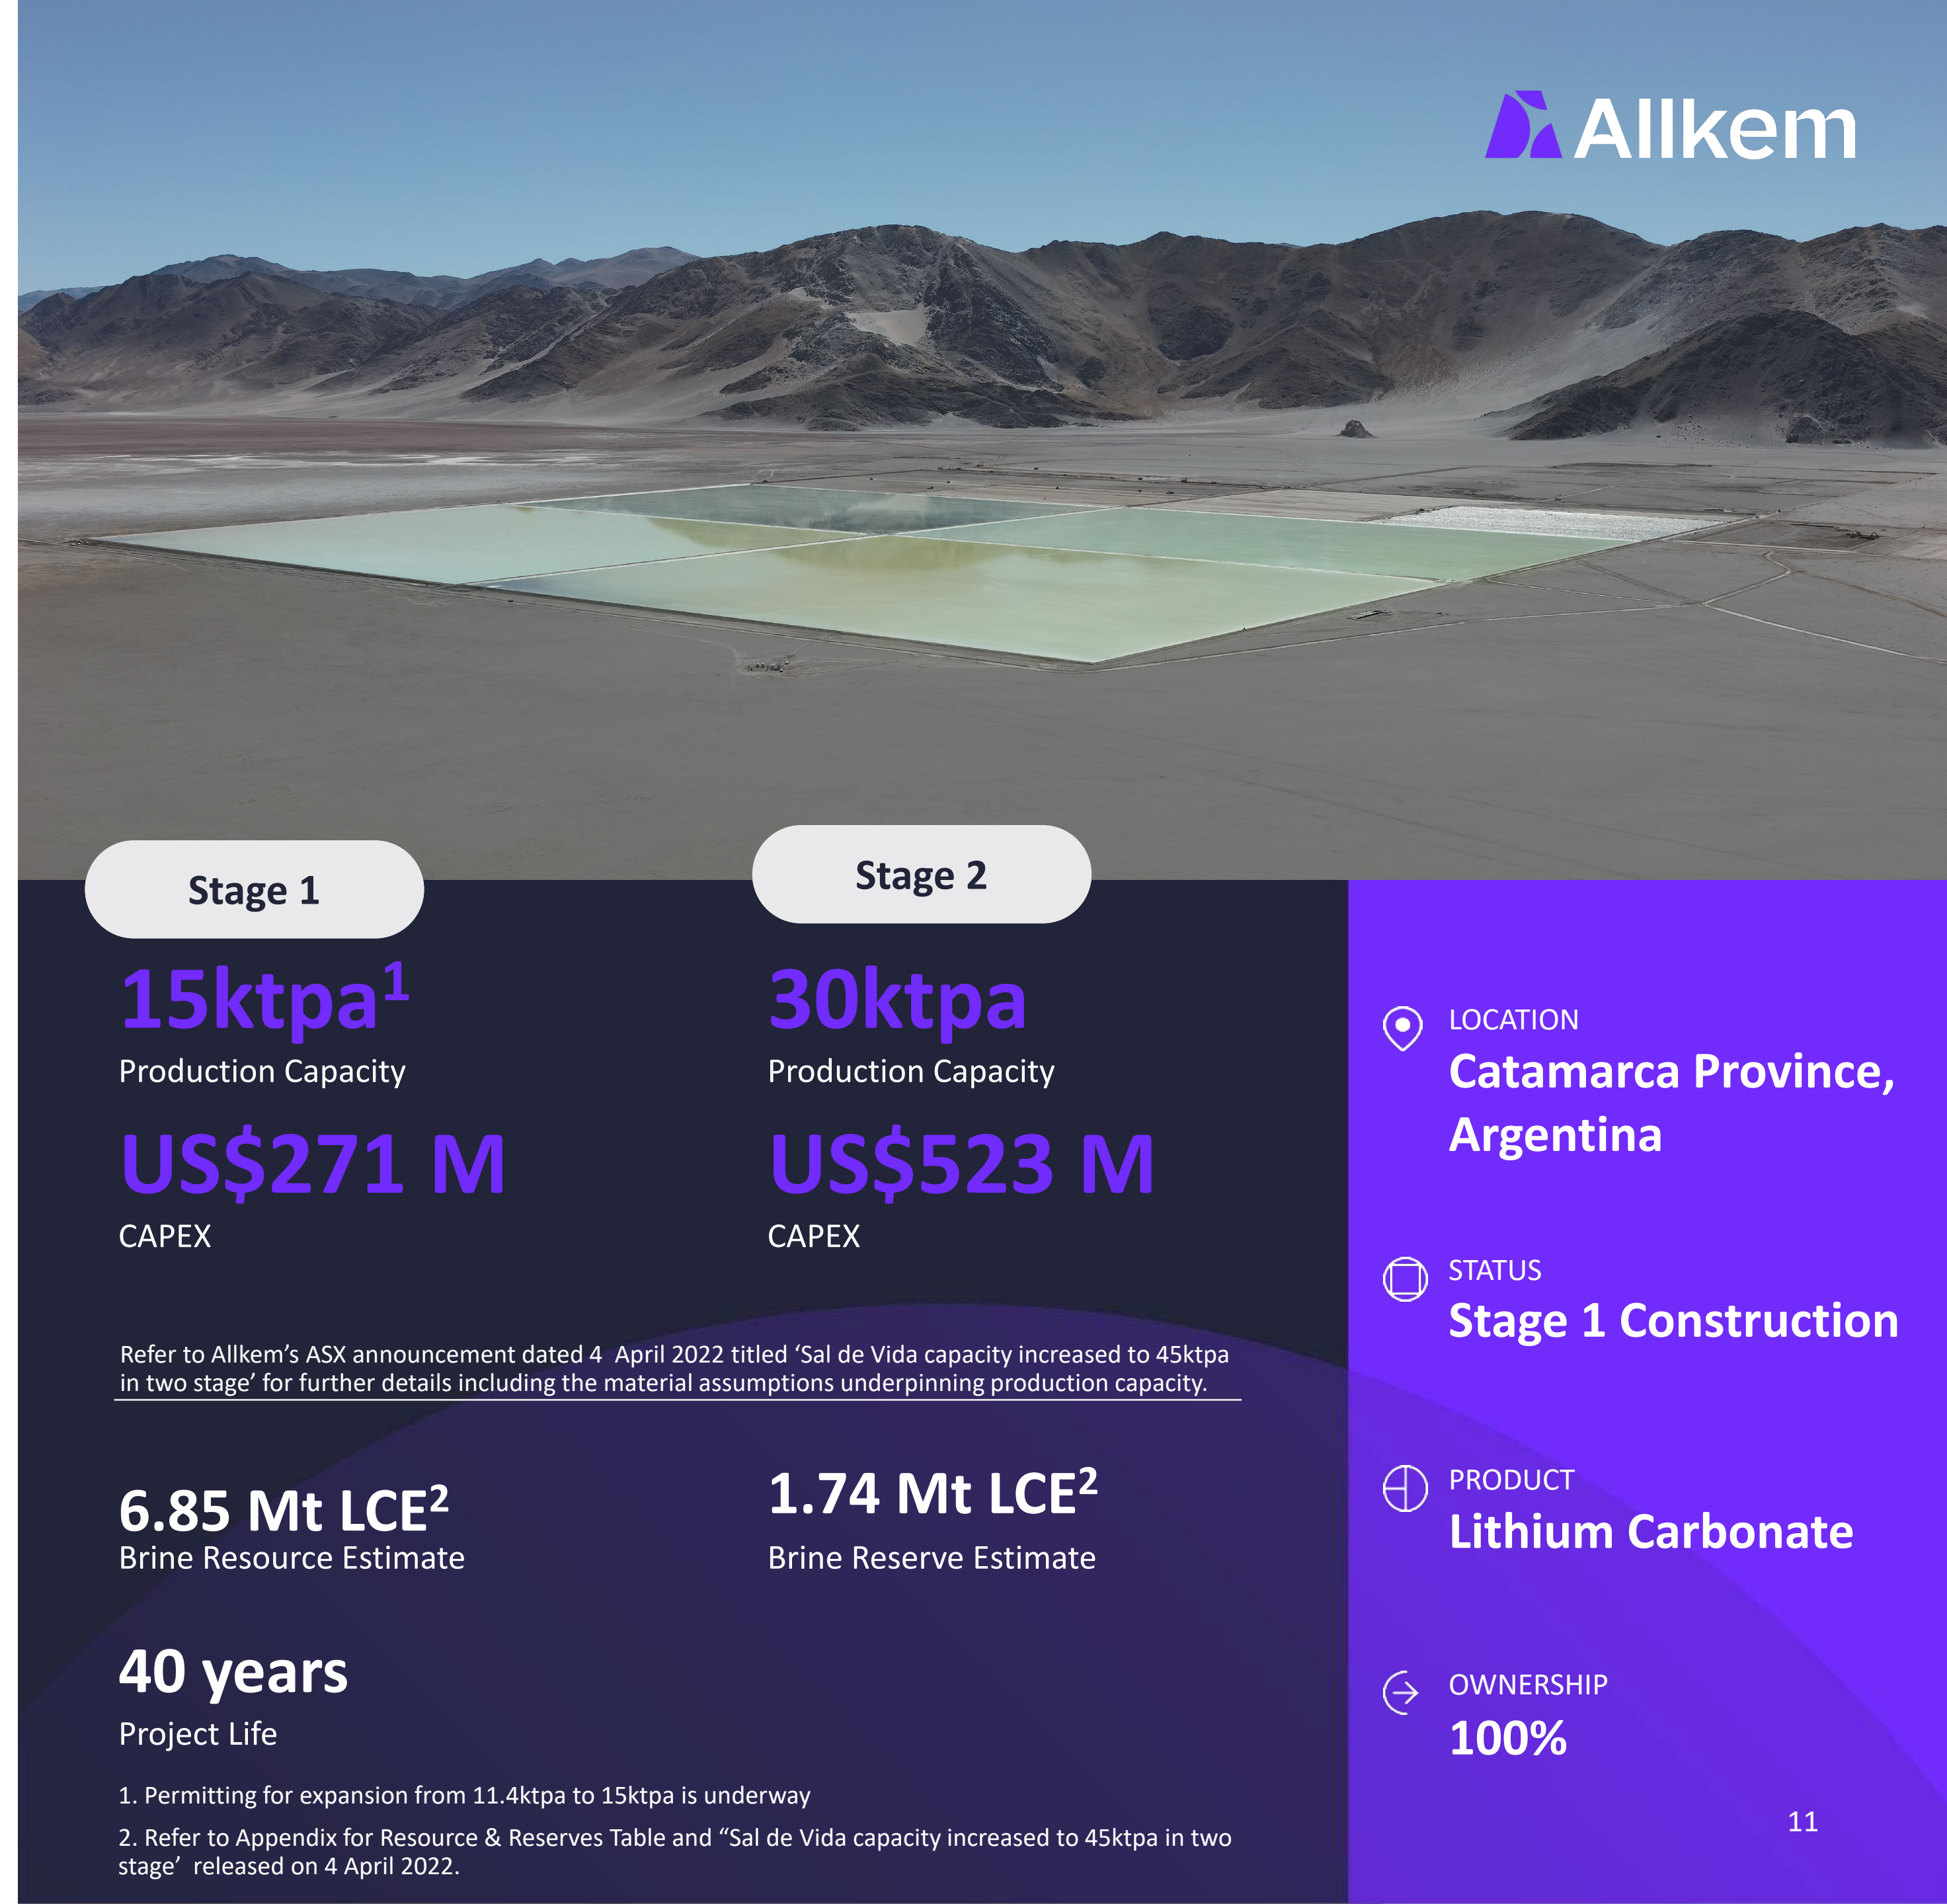 Allkem
Stage 1
Stage 2
15ktpa¹
Production Capacity
30ktpa
Production Capacity
US$271 M
CAPEX
US$523 M
CAPEX
Refer to Allkem’s ASX announcement dated 4  April 2022 titled ‘Sal de Vida capacity increased to 45ktpa
in two stage’ for further details including the material assumptions underpinning production capacity.
6.85 Mt LCE²
Brine Resource Estimate
1.74 Mt LCE²
Brine Reserve Estimate
40 years
Project Life
1. Permitting for expansion from 11.4ktpa to 15ktpa is underway
2. Refer to Appendix for Resource & Reserves Table and “Sal de Vida capacity increased to 45ktpa in two
stage’  released on 4 April 2022.
LOCATION
Catamarca Province,
Argentina
STATUS
Stage 1 Construction
PRODUCT
Lithium Carbonate
OWNERSHIP
100%
11